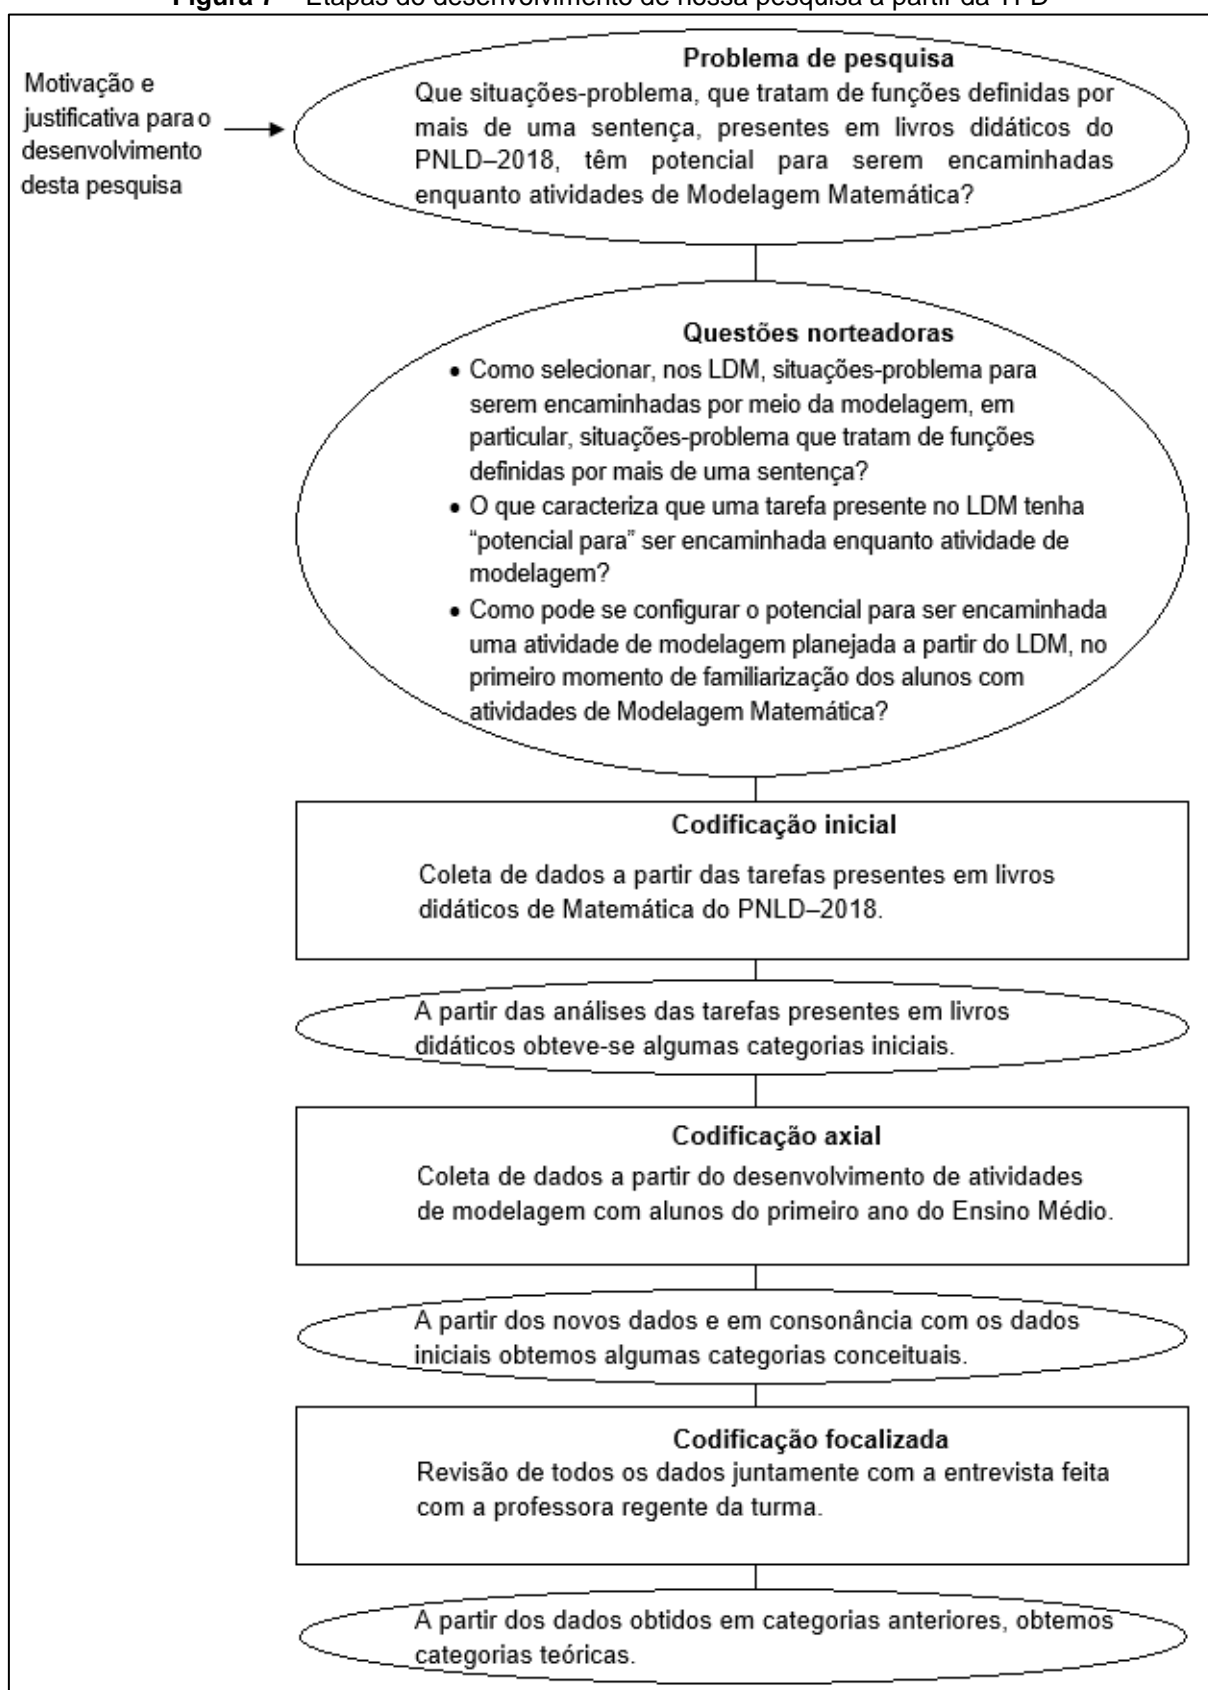 Figura 7 – Etapas do desenvolvimento de nossa pesquisa a partir da TFD
Motivação e
justificativa para o
desenvolvimento
desta pesquisa
Problema de pesquisa
Que situações-problema, que tratam de funções definidas por
mais de uma sentença, presentes em livros didáticos do
PNLD–2018, têm potencial para serem encaminhadas
enquanto atividades de Modelagem Matemática?
Questões norteadoras
• Como selecionar, nos LDM, situações-problema para
serem encaminhadas por meio da modelagem, em
particular, situações-problema que tratam de funções
definidas por mais de uma sentença?
• O que caracteriza que uma tarefa presente no LDM tenha
“potencial para” ser encaminhada enquanto atividade de
modelagem?
• Como pode se configurar o potencial para ser encaminhada
uma atividade de modelagem planejada a partir do LDM, no
primeiro momento de familiarização dos alunos com
atividades de Modelagem Matemática?
Codificação inicial
Coleta de dados a partir das tarefas presentes em livros
didáticos de Matemática do PNLD–2018.
A partir das análises das tarefas presentes em livros
didáticos obteve-se algumas categorias iniciais.
Codificação axial
Coleta de dados a partir do desenvolvimento de atividades
de modelagem com alunos do primeiro ano do Ensino Médio.
A partir dos novos dados e em consonância com os dados
iniciais obtemos algumas categorias conceituais.
Codificação focalizada
Revisão de todos os dados juntamente com a entrevista feita
com a professora regente da turma.
A partir dos dados obtidos em categorias anteriores, obtemos
categorias teóricas.